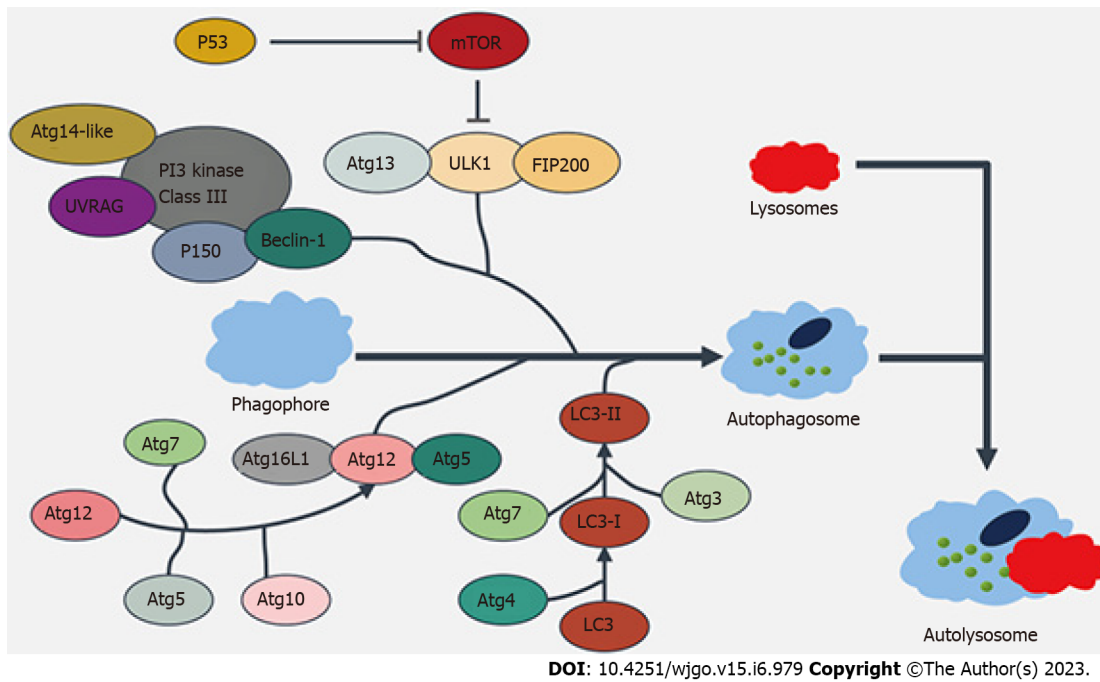 P53
mTOR
Atg14-like
PI3 kinase
Class III
UVRAG
P150
Beclin-1
Atg13
ULK1
FIP200
Lysosomes
Phagophore
Autophagosome
Atg7
Atg16L1
Atg12
Atg5
Atg12
Atg5
Atg10
LC3-II
Atg7
LC3-I
Atg3
Atg4
LC3
Autolysosome
DOI: 10.4251/wjgo.v15.i6.979 Copyright ©The Author(s) 2023.